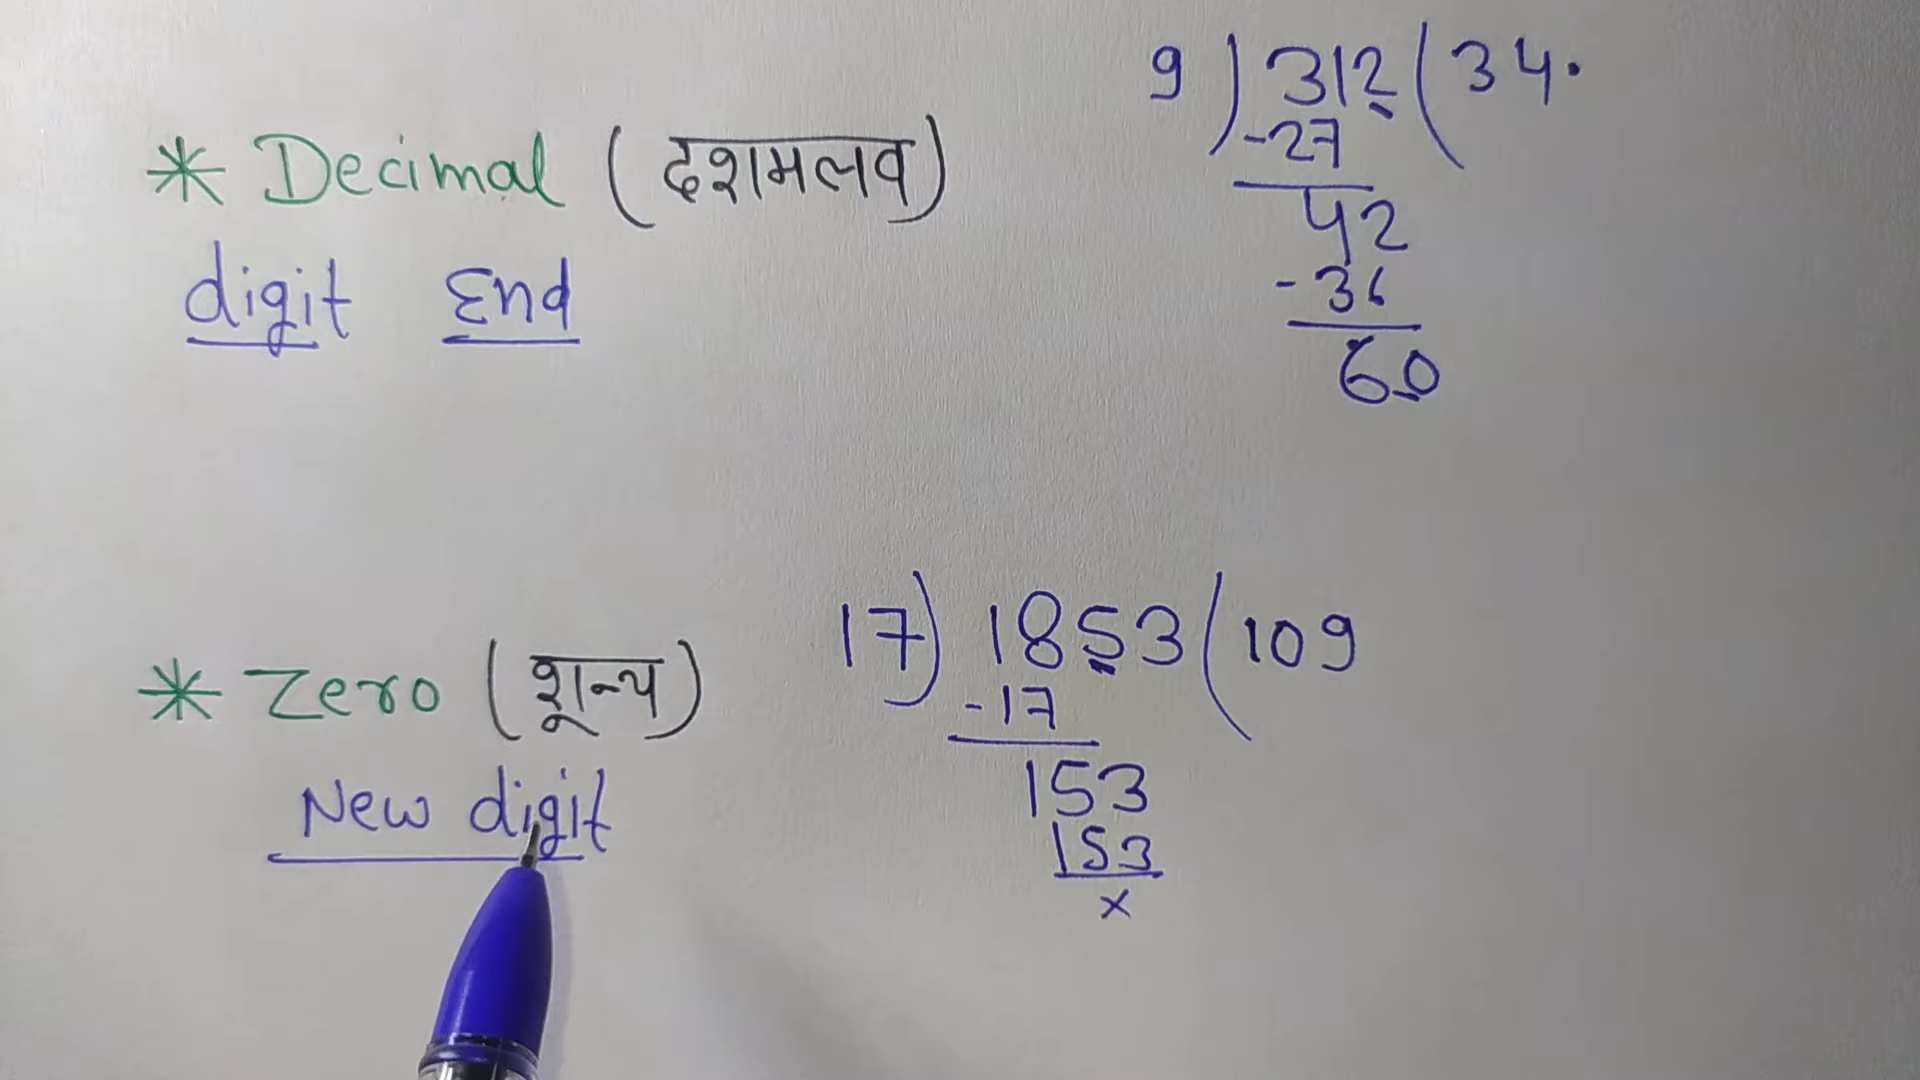 * Decimal (दशमलव)
digit End
9 ) 312 ( 34.
-27
42
-36
60
* Zero (शून्य)
New digit
17 ) 1853 ( 109
-17
153
153
x